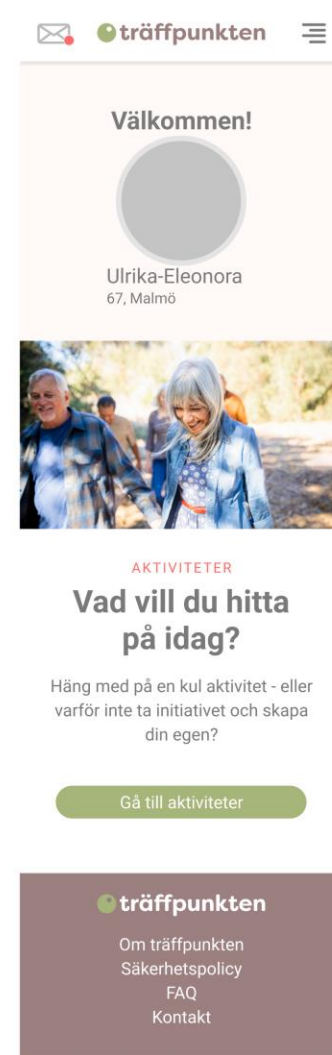 träffpunkten
Välkommen!
Ulrika-Eleonora
67, Malmö
AKTIVITETER
Vad vill du hitta
på idag?
Häng med på en kul aktivitet - eller
varför inte ta initiativet och skapa
din egen?
Gå till aktiviteter
träffpunkten
Om träffpunkten
Säkerhetspolicy
FAQ
Kontakt